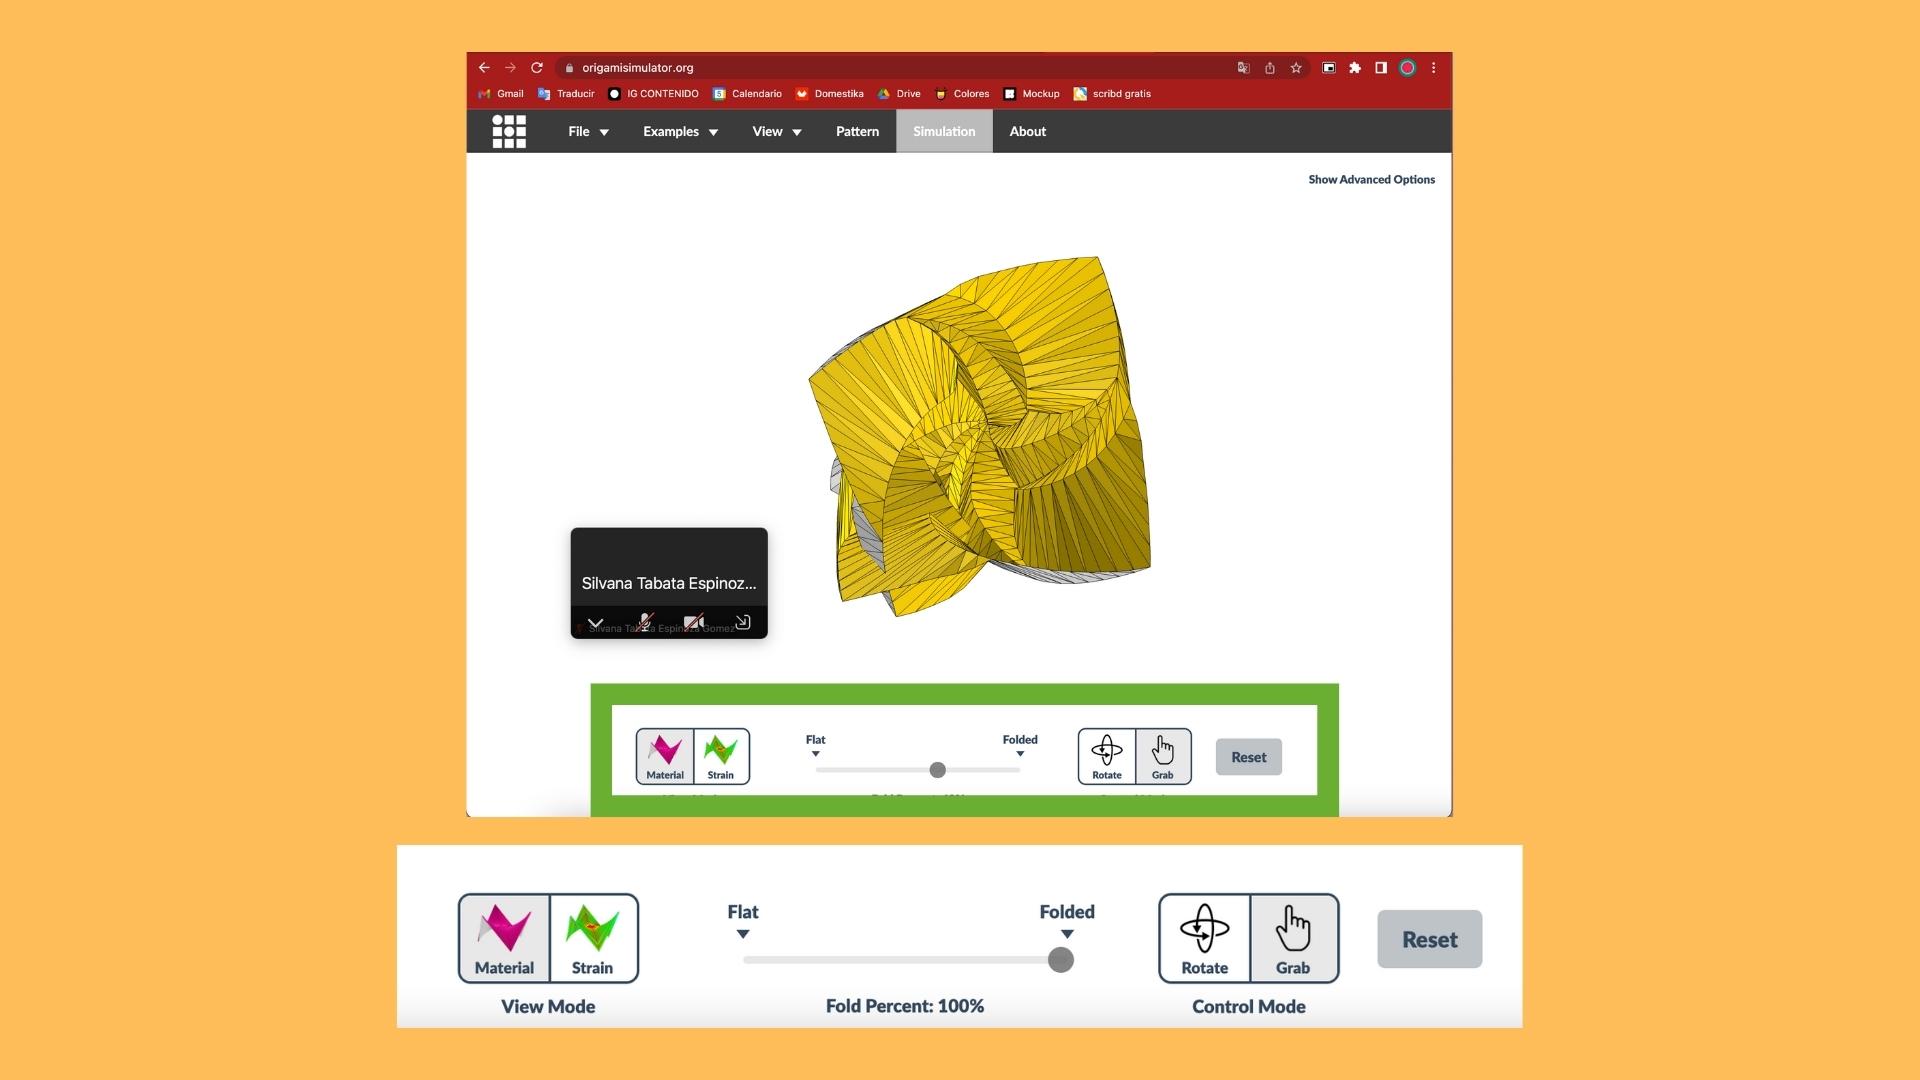 origamisimulator.org
Gmail Traducir IG CONTENIDO 5 Calendario Domestika Drive Colores Mockup scribd gratis
File Examples View Pattern Simulation About
Show Advanced Options
Silvana Tabata Espinoz...
Silvana Tabata Espinoza Gomez
Flat Folded
Material Strain Rotate Grab Reset
Flat Folded
Material Strain Rotate Grab Reset
View Mode Fold Percent: 100% Control Mode